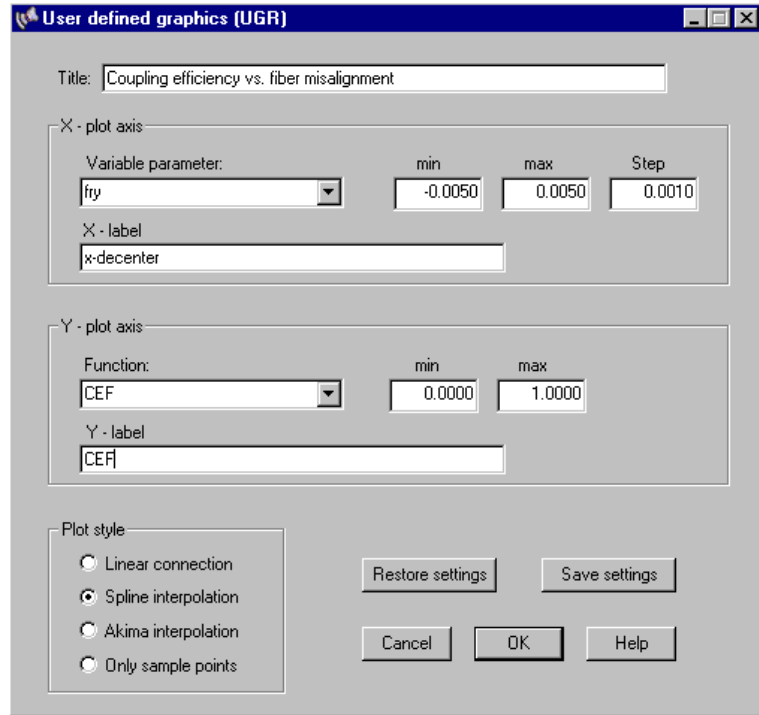 User defined graphics (UGR)
Title: Coupling efficiency vs. fiber misalignment
X - plot axis
Variable parameter: min max Step
fry -0.0050 0.0050 0.0010
X - label
x-decenter
Y - plot axis
Function: min max
CEF 0.0000 1.0000
Y - label
CEF
Plot style
Linear connection
Spline interpolation
Akima interpolation
Only sample points
Restore settings Save settings
Cancel OK Help